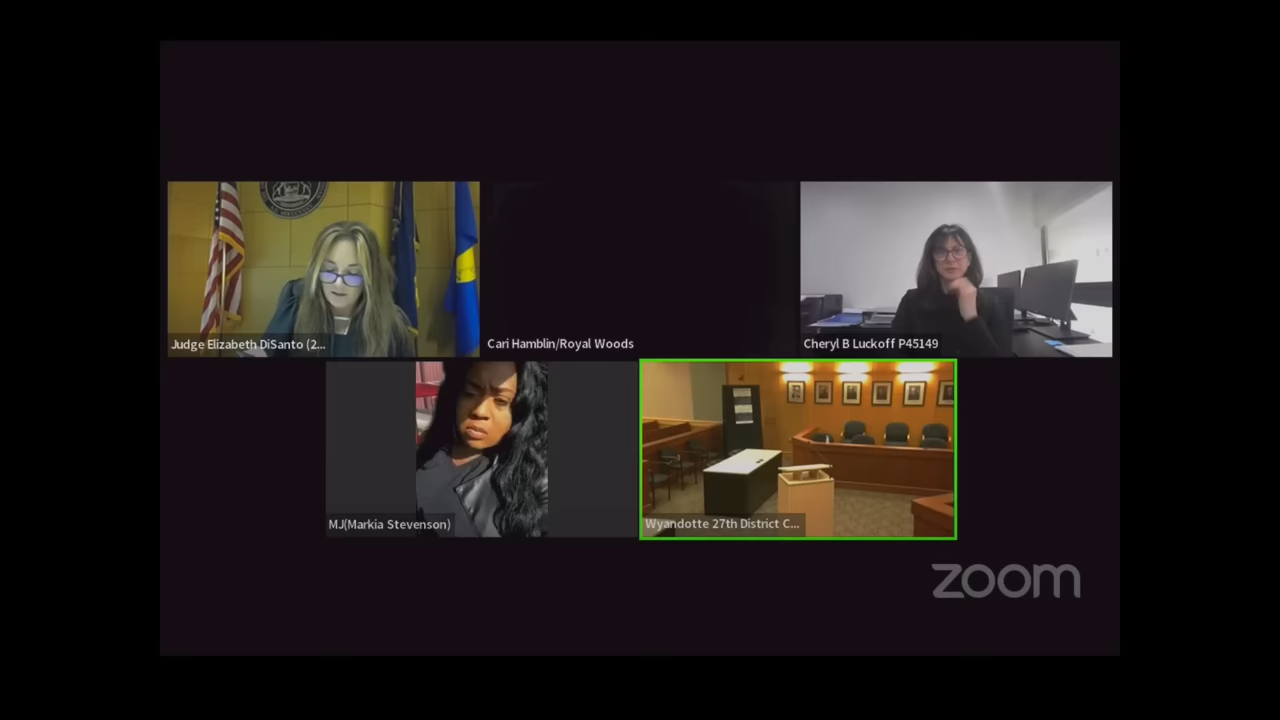 Judge Elizabeth DiSanto (2...
Cari Hamblin/Royal Woods
Cheryl B Luckoff P45149
MJ(Markia Stevenson)
Wyandotte 27th District C...
zoom